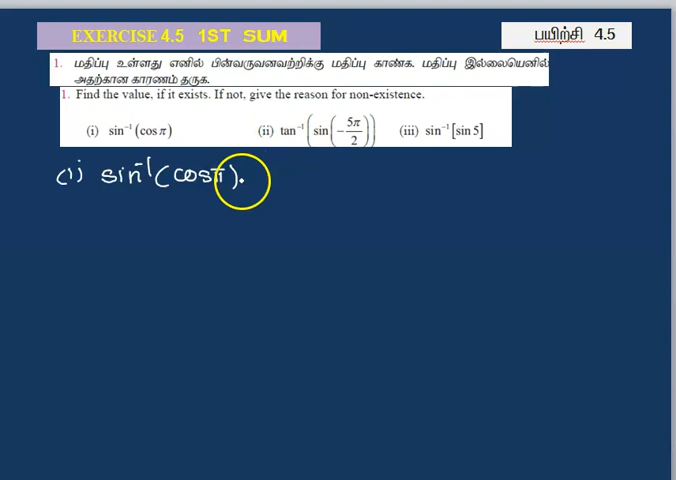 EXERCISE 4.5 1ST SUM
பயிற்சி 4.5
1. மதிப்பு உள்ளது எனில் பின்வருவனவற்றிக்கு மதிப்பு காண்க. மதிப்பு இல்லையெனில்
அதற்கான காரணம் தருக.
1. Find the value, if it exists. If not, give the reason for non-existence.
(i) sin⁻¹(cos π) (ii) tan⁻¹(sin(−5π/2)) (iii) sin⁻¹[sin 5]
(i) sin⁻¹(cosπ).